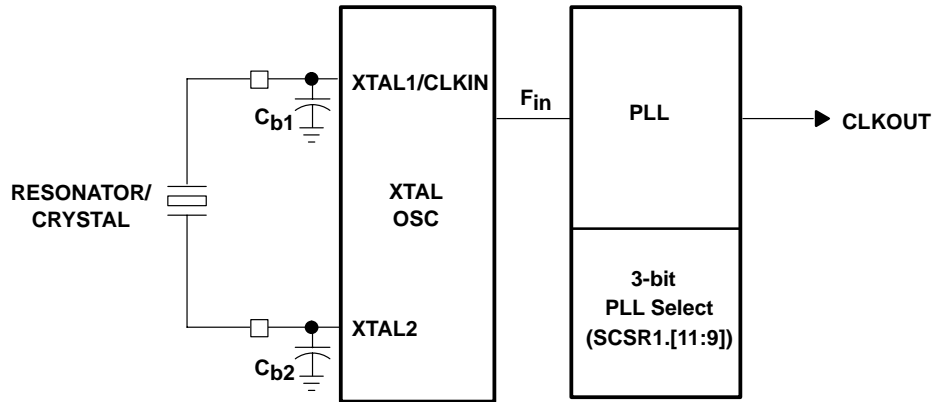 XTAL1/CLKIN
Cb1
Fin
PLL
CLKOUT
RESONATOR/
CRYSTAL
XTAL
OSC
3-bit
PLL Select
(SCSR1.[11:9])
XTAL2
Cb2